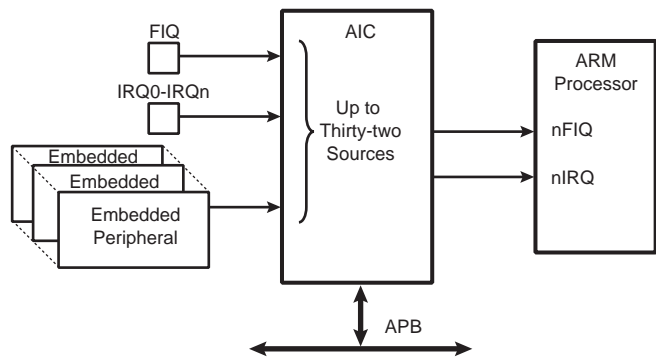 FIQ
IRQ0-IRQn
Embedded
Embedded
Embedded
Peripheral
AIC
Up to
Thirty-two
Sources
ARM
Processor
nFIQ
nIRQ
APB